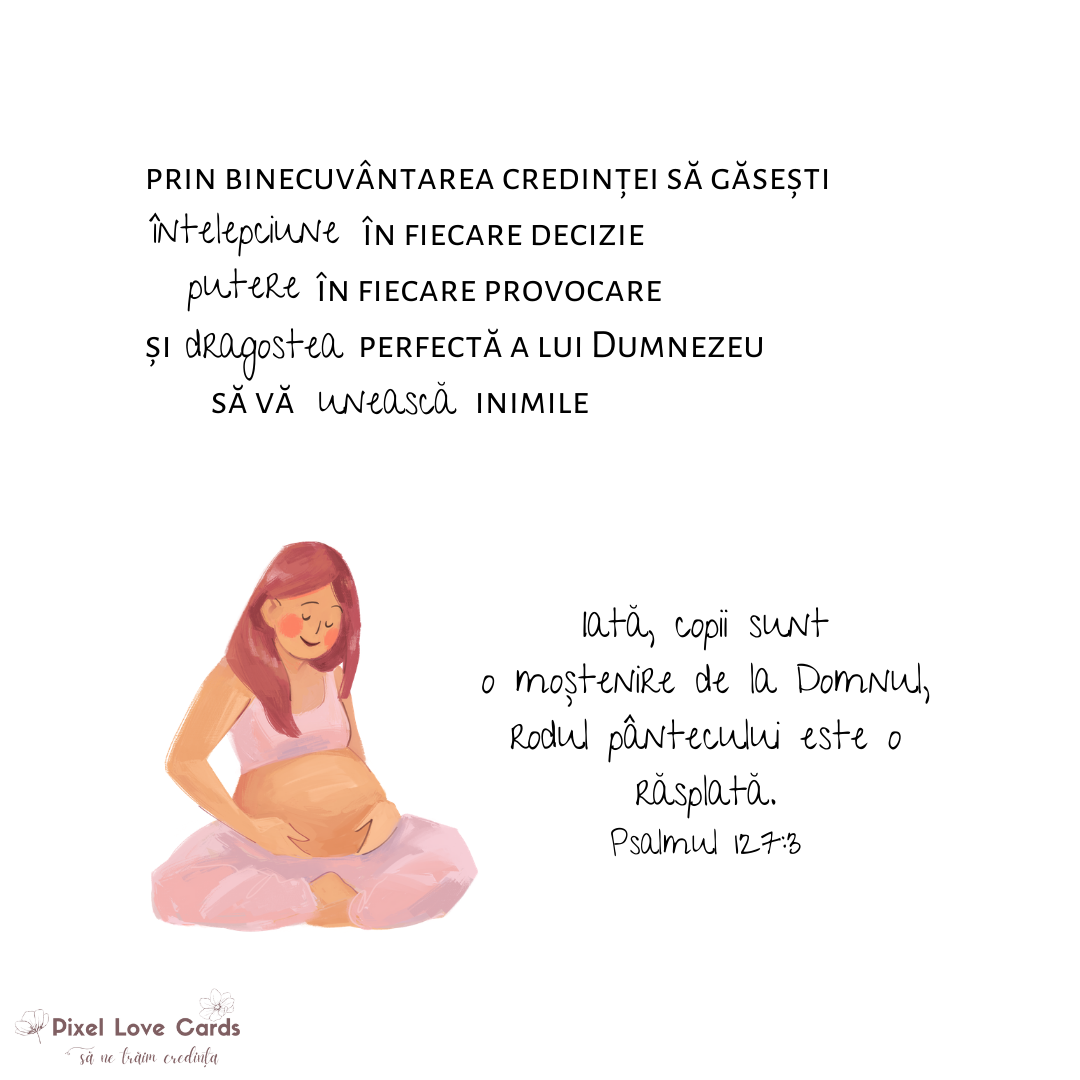 PRIN BINECUVÂNTAREA CREDINȚEI SĂ GĂSEȘTI
întelepciune ÎN FIECARE DECIZIE
putere ÎN FIECARE PROVOCARE
ȘI dragostea PERFECTĂ A LUI DUMNEZEU
SĂ VĂ unească INIMILE
Iată, copii sunt
o moștenire de la Domnul,
rodul pântecului este o
răsplată.
Psalmul 127:3
Pixel Love Cards
să ne trăim credința